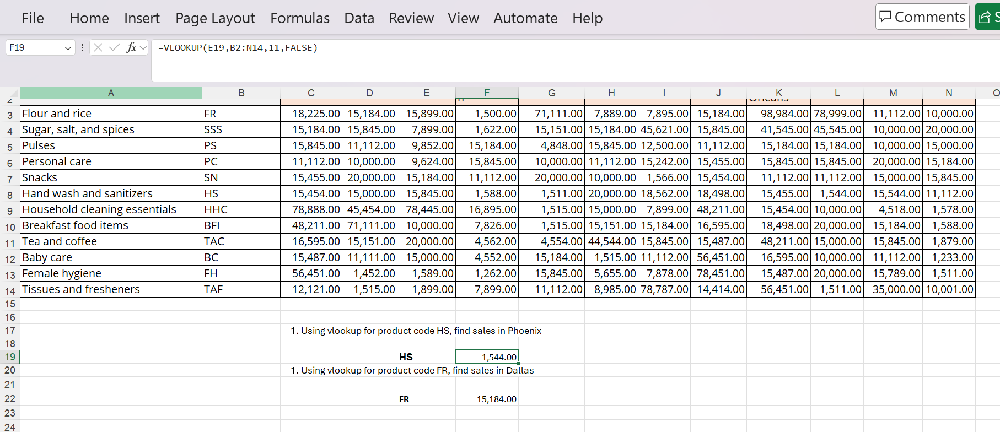 File Home Insert Page Layout Formulas Data Review View Automate Help Comments
F19 fx =VLOOKUP(E19,B2:N14,11,FALSE)
A B C D E F G H I J K L M N O
2
3 Flour and rice FR 18,225.00 15,184.00 15,899.00 1,500.00 71,111.00 7,889.00 7,895.00 15,184.00 98,984.00 78,999.00 11,112.00 10,000.00
4 Sugar, salt, and spices SSS 15,184.00 15,845.00 7,899.00 1,622.00 15,151.00 15,184.00 45,621.00 15,845.00 41,545.00 45,545.00 10,000.00 20,000.00
5 Pulses PS 15,845.00 11,112.00 9,852.00 15,184.00 4,848.00 15,845.00 12,500.00 11,112.00 15,184.00 15,184.00 10,000.00 15,000.00
6 Personal care PC 11,112.00 10,000.00 9,624.00 15,845.00 10,000.00 11,112.00 15,242.00 15,455.00 15,845.00 15,845.00 20,000.00 15,184.00
7 Snacks SN 15,455.00 20,000.00 15,184.00 11,112.00 20,000.00 10,000.00 1,566.00 15,454.00 11,112.00 11,112.00 15,000.00 15,845.00
8 Hand wash and sanitizers HS 15,454.00 15,000.00 15,845.00 1,588.00 1,511.00 20,000.00 18,562.00 18,498.00 15,455.00 1,544.00 15,544.00 11,112.00
9 Household cleaning essentials HHC 78,888.00 45,454.00 78,445.00 16,895.00 1,515.00 15,000.00 7,899.00 48,211.00 15,454.00 10,000.00 4,518.00 1,578.00
10 Breakfast food items BFI 48,211.00 71,111.00 10,000.00 7,826.00 1,515.00 15,151.00 15,184.00 16,595.00 18,498.00 20,000.00 15,184.00 1,588.00
11 Tea and coffee TAC 16,595.00 15,151.00 20,000.00 4,562.00 4,554.00 44,544.00 15,845.00 15,487.00 48,211.00 15,000.00 15,845.00 1,879.00
12 Baby care BC 15,487.00 11,111.00 15,000.00 4,552.00 15,184.00 1,515.00 11,112.00 56,451.00 16,595.00 10,000.00 11,112.00 1,233.00
13 Female hygiene FH 56,451.00 1,452.00 1,589.00 1,262.00 15,845.00 5,655.00 7,878.00 78,451.00 15,487.00 20,000.00 15,789.00 1,511.00
14 Tissues and fresheners TAF 12,121.00 1,515.00 1,899.00 7,899.00 11,112.00 8,985.00 78,787.00 14,414.00 56,451.00 1,511.00 35,000.00 10,001.00
15
16
17 1. Using vlookup for product code HS, find sales in Phoenix
18
19 HS 1,544.00
20 1. Using vlookup for product code FR, find sales in Dallas
21
22 FR 15,184.00
23
24